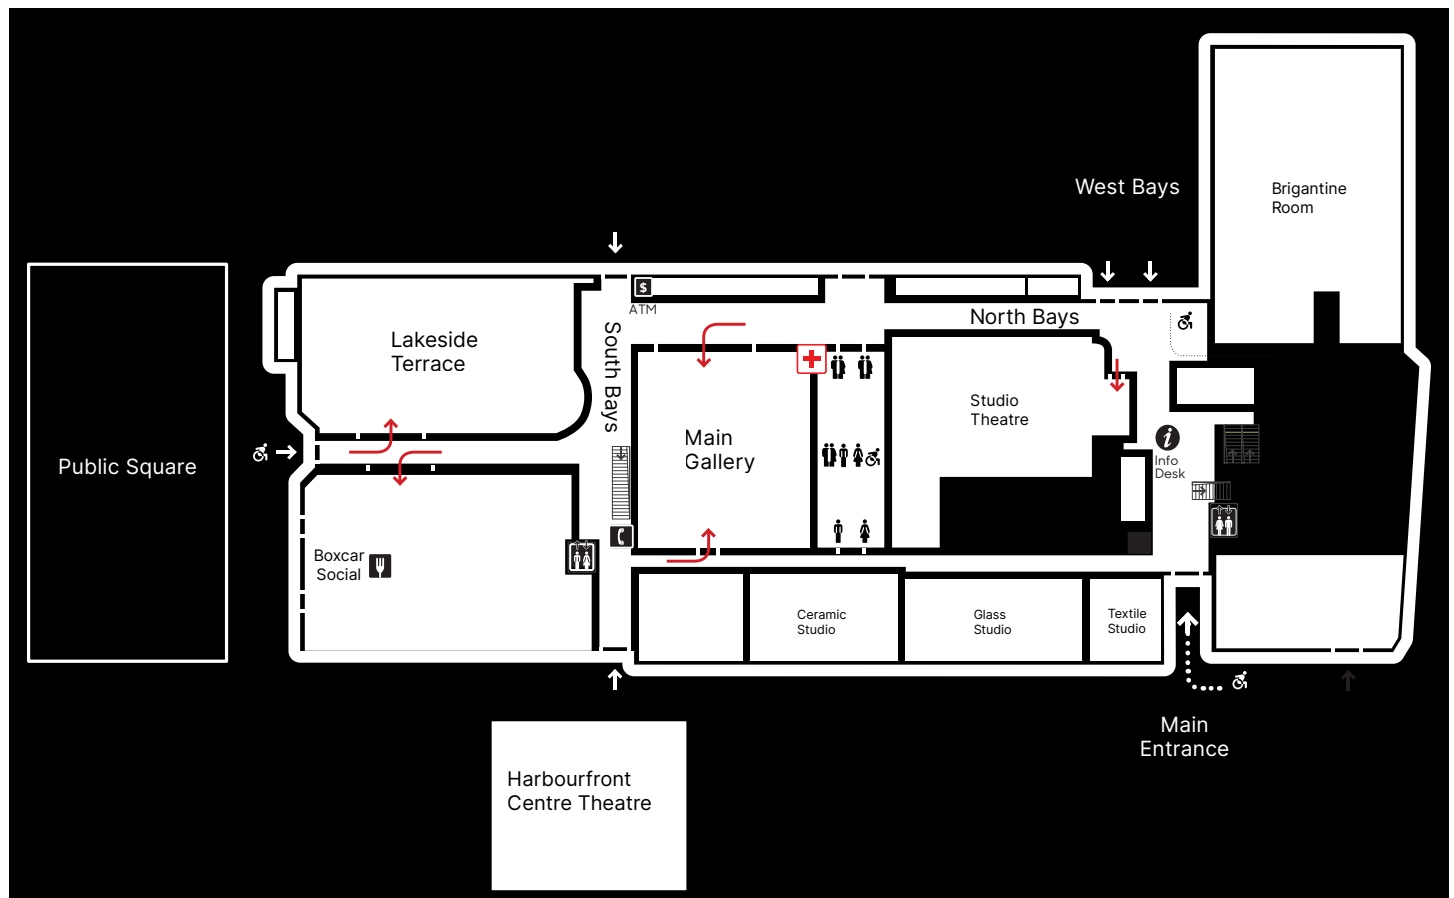 West Bays
Brigantine
Room
$
ATM
North Bays
South Bays
Lakeside
Terrace
Studio
Theatre
Main
Gallery
i
Info
Desk
Public Square
Boxcar
Social
Ceramic
Studio
Glass
Studio
Textile
Studio
Main
Entrance
Harbourfront
Centre Theatre